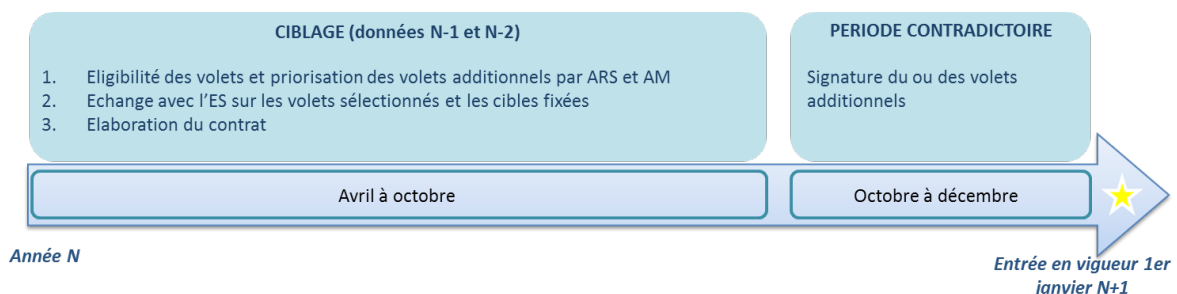 CIBLAGE (données N-1 et N-2)
1. Eligibilité des volets et priorisation des volets additionnels par ARS et AM
2. Echange avec l'ES sur les volets sélectionnés et les cibles fixées
3. Elaboration du contrat
PERIODE CONTRADICTOIRE
Signature du ou des volets
additionnels
Avril à octobre
Octobre à décembre
Année N
Entrée en vigueur 1er
janvier N+1